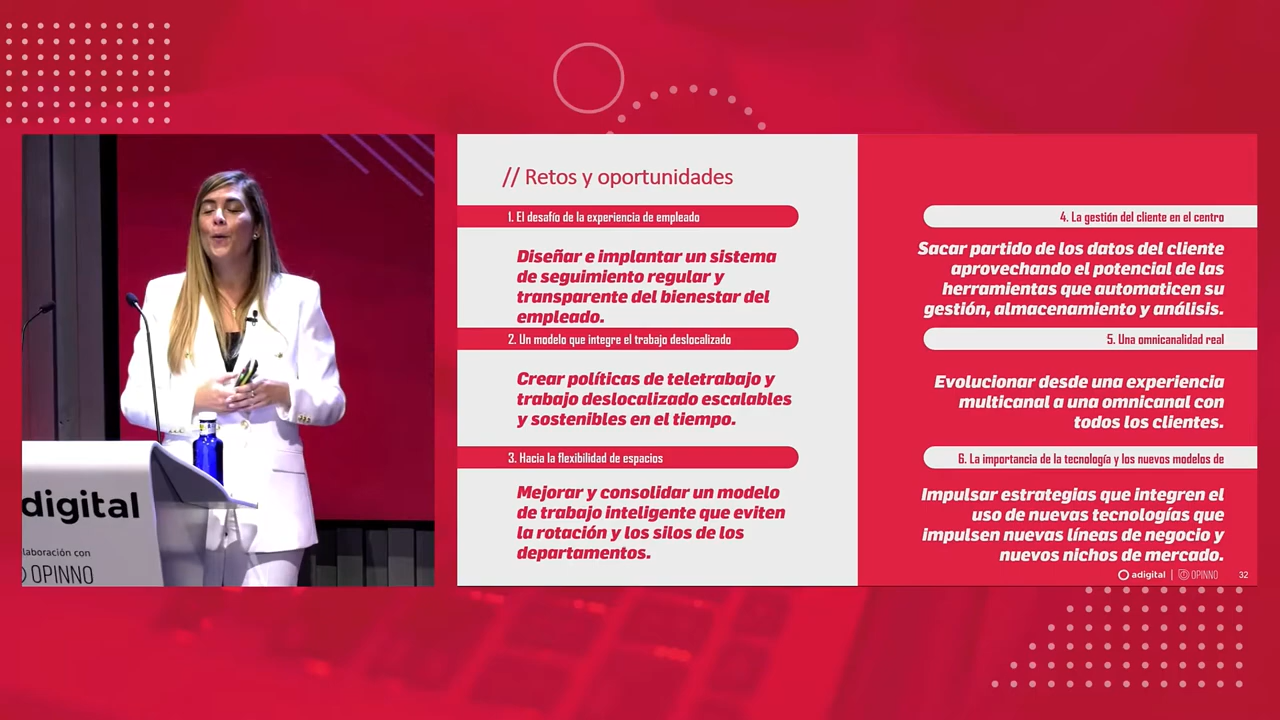 // Retos y oportunidades
1. El desafío de la experiencia de empleado
Diseñar e implantar un sistema
de seguimiento regular y
transparente del bienestar del
empleado.
2. Un modelo que integre el trabajo deslocalizado
Crear políticas de teletrabajo y
trabajo deslocalizado escalables
y sostenibles en el tiempo.
3. Hacia la flexibilidad de espacios
Mejorar y consolidar un modelo
de trabajo inteligente que eviten
la rotación y los silos de los
departamentos.
4. La gestión del cliente en el centro
Sacar partido de los datos del cliente
aprovechando el potencial de las
herramientas que automaticen su
gestión, almacenamiento y análisis.
5. Una omnicanalidad real
Evolucionar desde una experiencia
multicanal a una omnicanal con
todos los clientes.
6. La importancia de la tecnología y los nuevos modelos de
Impulsar estrategias que integren el
uso de nuevas tecnologías que
impulsen nuevas líneas de negocio y
nuevos nichos de mercado.
adigital | OPINNO 32
digital
laboración con
OPINNO